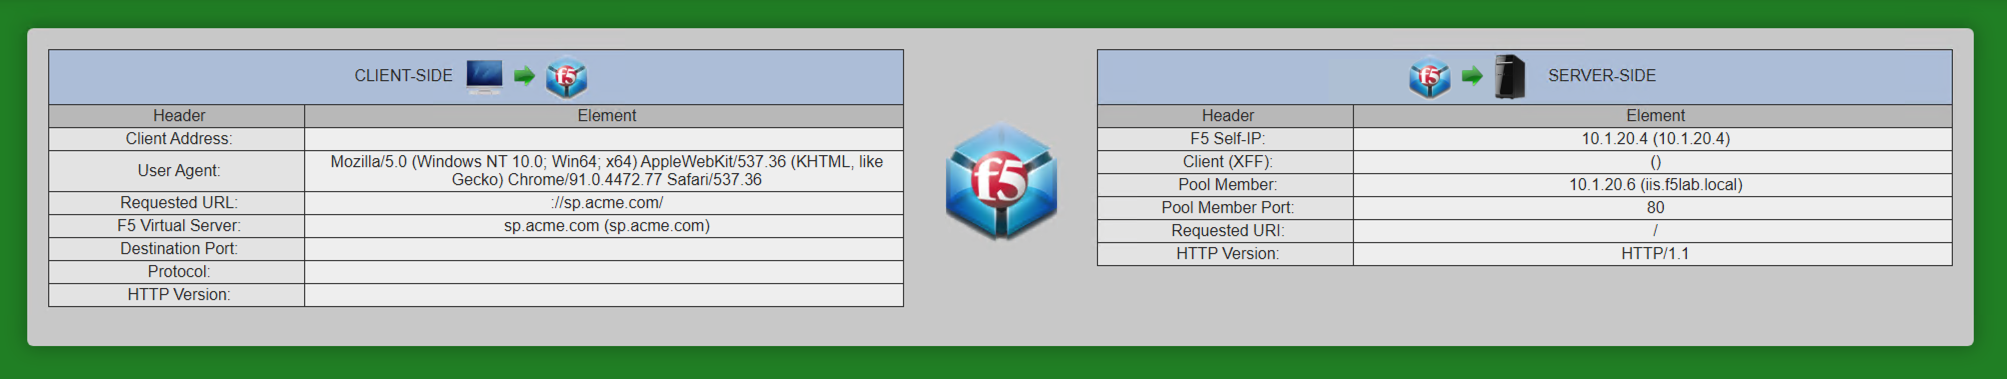 CLIENT-SIDE f5
Header Element
Client Address:
User Agent: Mozilla/5.0 (Windows NT 10.0; Win64; x64) AppleWebKit/537.36 (KHTML, like
Gecko) Chrome/91.0.4472.77 Safari/537.36
Requested URL: ://sp.acme.com/
F5 Virtual Server: sp.acme.com (sp.acme.com)
Destination Port:
Protocol:
HTTP Version:
f5
f5 SERVER-SIDE
Header Element
F5 Self-IP: 10.1.20.4 (10.1.20.4)
Client (XFF): ()
Pool Member: 10.1.20.6 (iis.f5lab.local)
Pool Member Port: 80
Requested URI: /
HTTP Version: HTTP/1.1